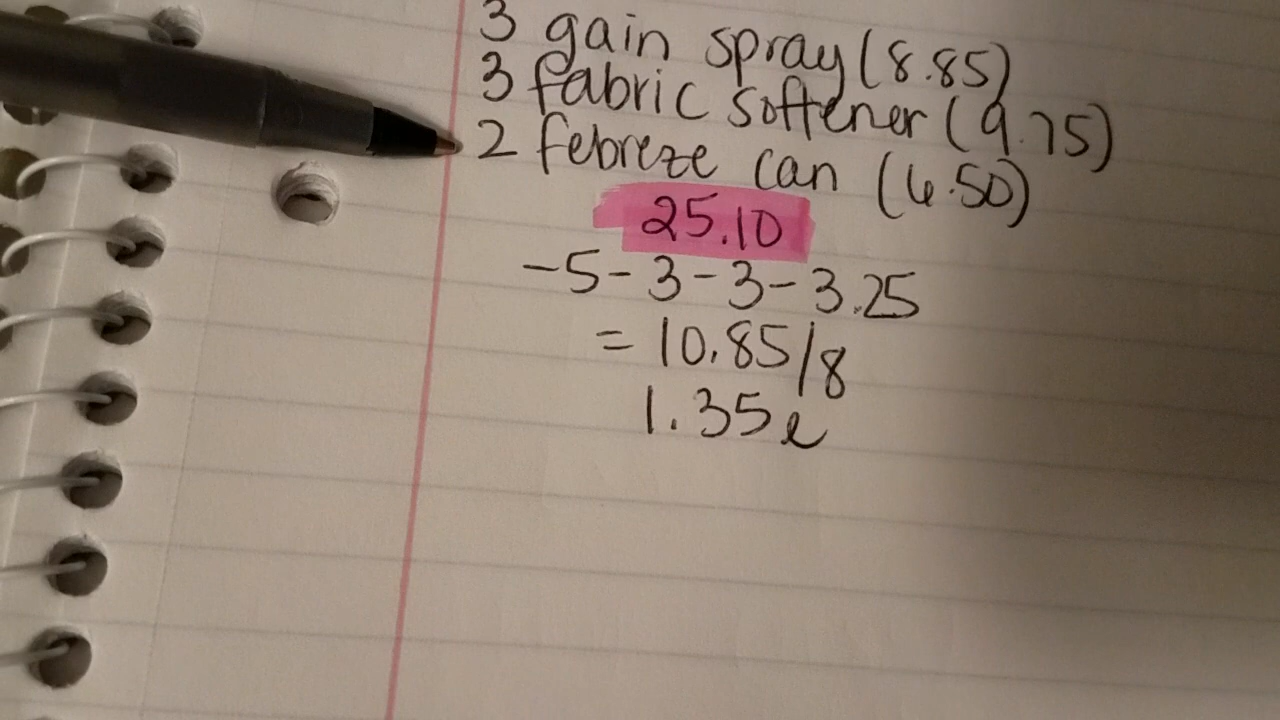 3 gain spray (8.85)
3 fabric softener (9.75)
2 febreze can (6.50)
25.10
-5-3-3-3.25
= 10.85/8
1.35e